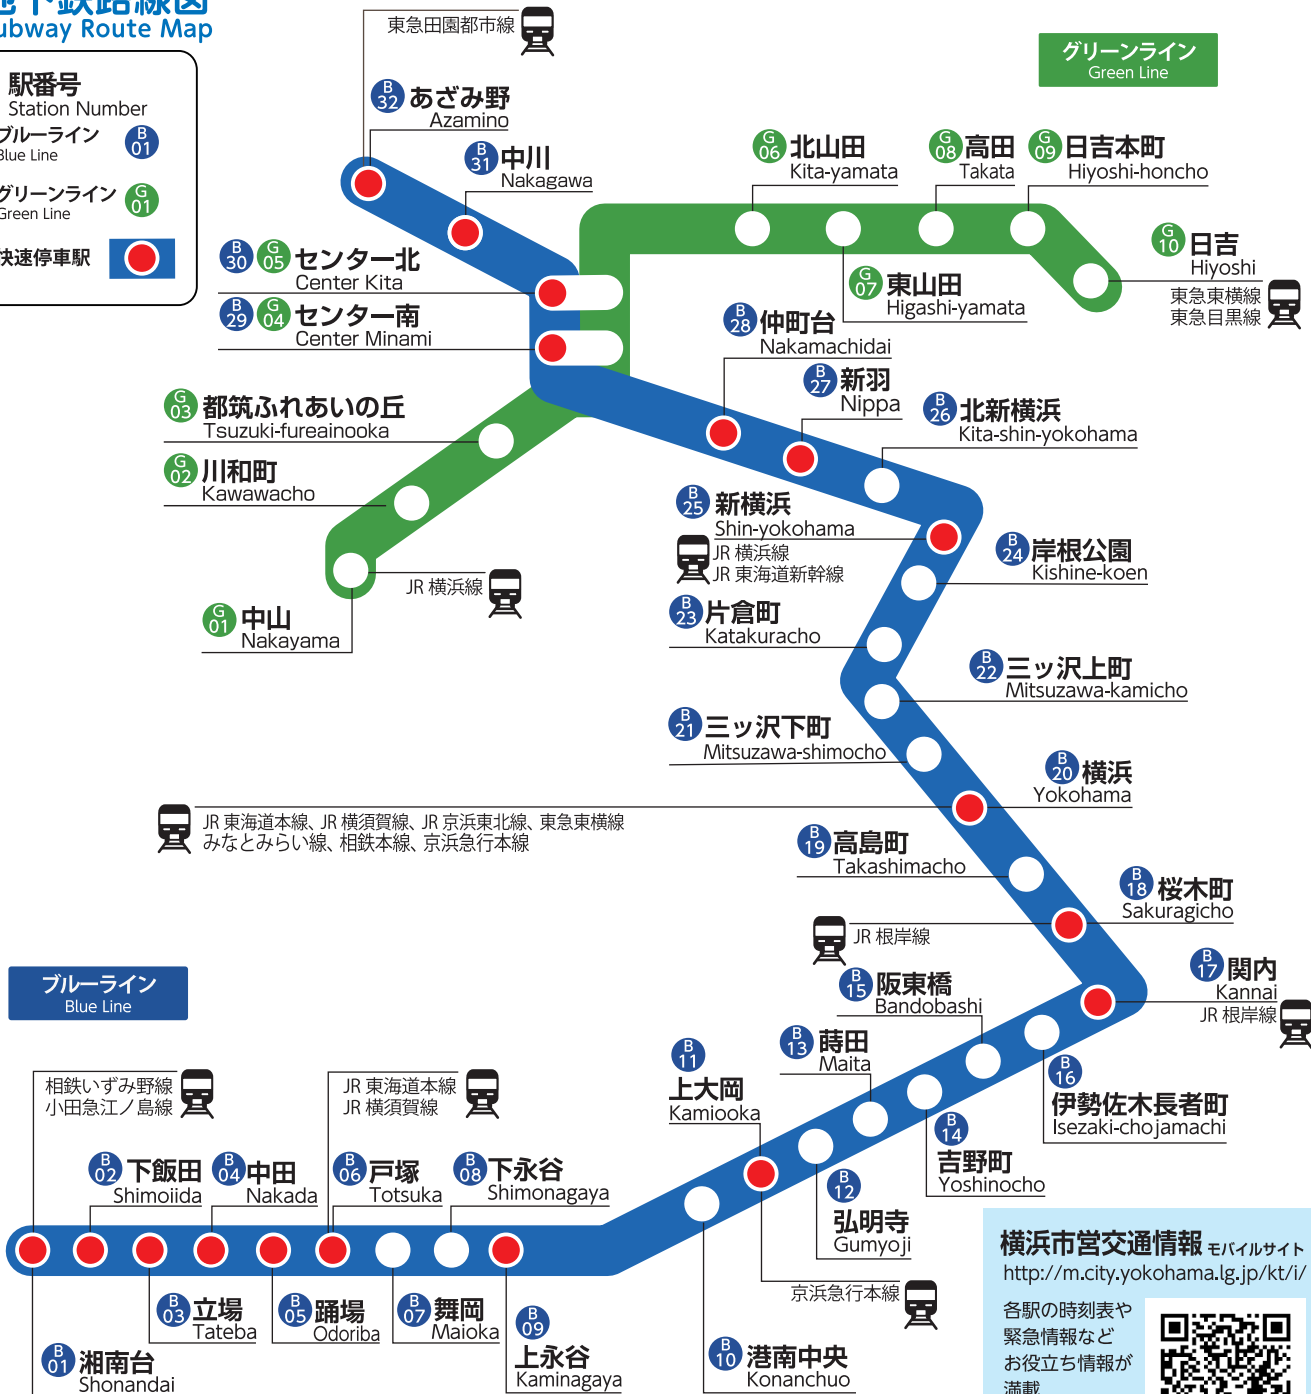 地下鉄路線図
ubway Route Map
駅番号
Station Number
ブルーライン
Blue Line
B
01
グリーンライン
Green Line
G
01
快速停車駅
東急田園都市線
グリーンライン
Green Line
B
32
あざみ野
Azamino
B
31
中川
Nakagawa
B
30
G
05
センター北
Center Kita
B
29
G
04
センター南
Center Minami
G
06
北山田
Kita-yamata
G
08
高田
Takata
G
09
日吉本町
Hiyoshi-honcho
G
10
日吉
Hiyoshi
東急東横線
東急目黒線
G
07
東山田
Higashi-yamata
B
28
仲町台
Nakamachidai
B
27
新羽
Nippa
B
26
北新横浜
Kita-shin-yokohama
G
03
都筑ふれあいの丘
Tsuzuki-fureainooka
G
02
川和町
Kawawacho
JR 横浜線
G
01
中山
Nakayama
B
25
新横浜
Shin-yokohama
JR 横浜線
JR 東海道新幹線
B
24
岸根公園
Kishine-koen
B
23
片倉町
Katakuracho
B
22
三ッ沢上町
Mitsuzawa-kamicho
B
21
三ッ沢下町
Mitsuzawa-shimocho
B
20
横浜
Yokohama
JR 東海道本線、JR 横須賀線、JR 京浜東北線、東急東横線
みなとみらい線、相鉄本線、京浜急行本線
B
19
高島町
Takashimacho
B
18
桜木町
Sakuragicho
JR 根岸線
B
17
関内
Kannai
JR 根岸線
ブルーライン
Blue Line
B
15
阪東橋
Bandobashi
B
13
蒔田
Maita
B
11
上大岡
Kamiooka
B
16
伊勢佐木長者町
Isezaki-chojamachi
B
14
吉野町
Yoshinocho
B
12
弘明寺
Gumyoji
京浜急行本線
B
10
港南中央
Konanchuo
相鉄いずみ野線
小田急江ノ島線
JR 東海道本線
JR 横須賀線
B
02
下飯田
Shimoiida
B
04
中田
Nakada
B
06
戸塚
Totsuka
B
08
下永谷
Shimonagaya
B
03
立場
Tateba
B
05
踊場
Odoriba
B
07
舞岡
Maioka
B
09
上永谷
Kaminagaya
B
01
湘南台
Shonandai
横浜市営交通情報 モバイルサイト
http://m.city.yokohama.lg.jp/kt/i/
各駅の時刻表や
緊急情報など
お役立ち情報が
満載